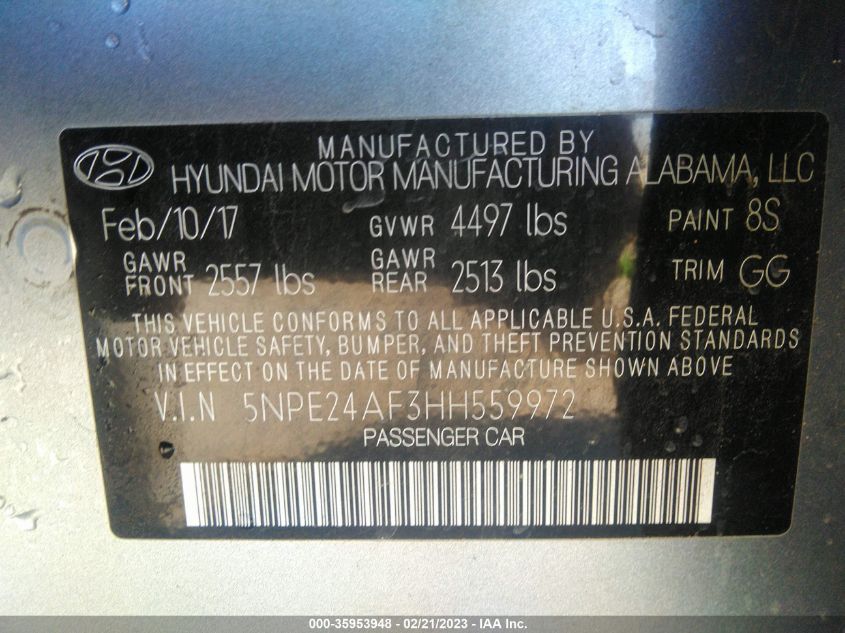 MANUFACTURED BY
HYUNDAI MOTOR MANUFACTURING ALABAMA, LLC
Feb/10/17 GVWR 4497 lbs PAINT 8S
GAWR FRONT 2557 lbs GAWR REAR 2513 lbs TRIM GG
THIS VEHICLE CONFORMS TO ALL APPLICABLE U.S.A. FEDERAL
MOTOR VEHICLE SAFETY, BUMPER, AND THEFT PREVENTION STANDARDS
IN EFFECT ON THE DATE OF MANUFACTURE SHOWN ABOVE
V.I.N 5NPE24AF3HH559972
PASSENGER CAR
000-35953948 - 02/21/2023 - IAA Inc.